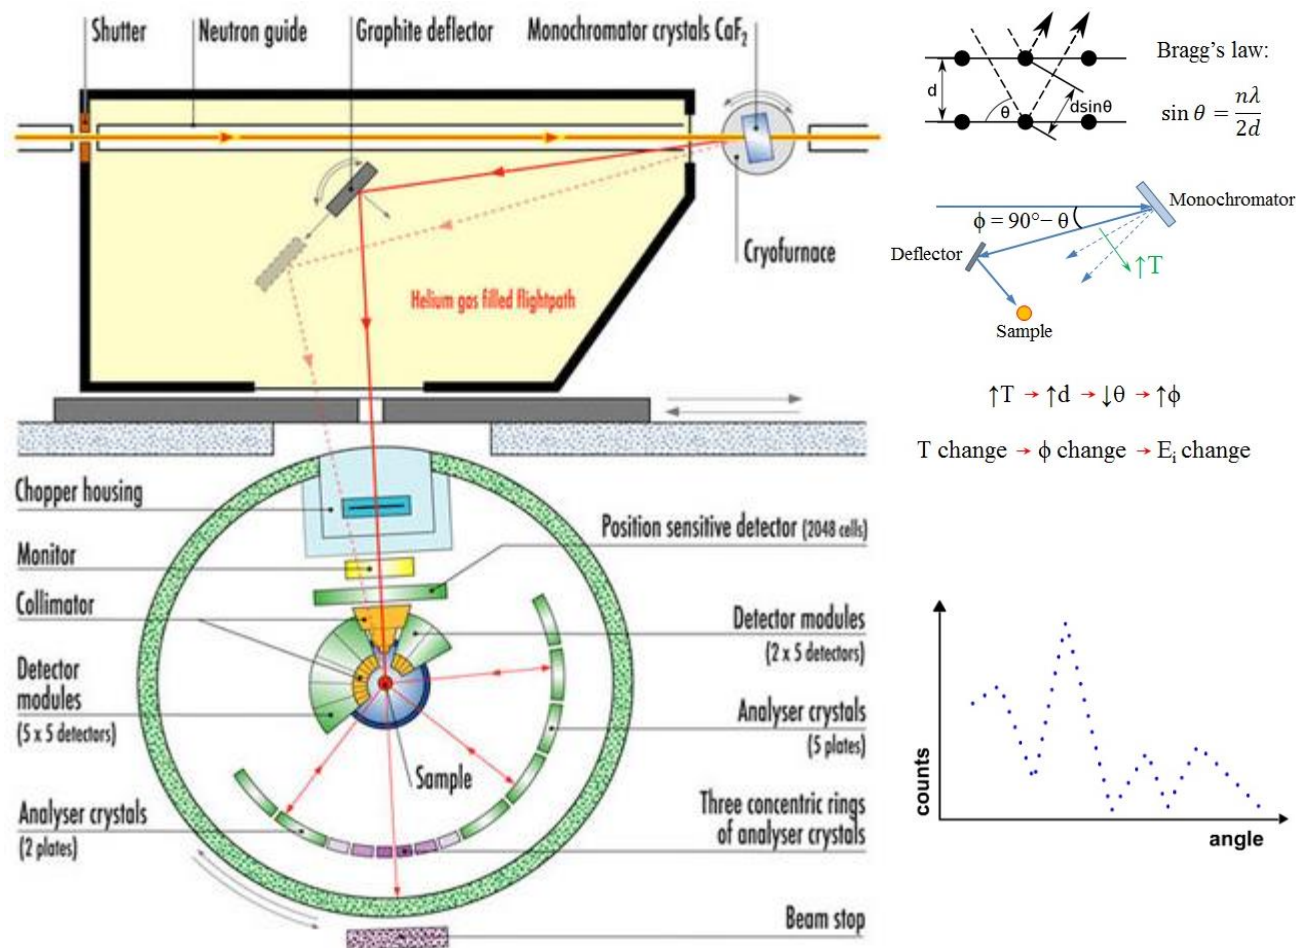 Shutter
Neutron guide
Graphite deflector
Monochromator crystals CaF₂
Cryofurnace
Helium gas filled flightpath
Chopper housing
Monitor
Collimator
Detector
modules
(5 x 5 detectors)
Analyser crystals
(2 plates)
Position sensitive detector (2048 cells)
Detector modules
(2 x 5 detectors)
Analyser crystals
(5 plates)
Sample
Three concentric rings
of analyser crystals
Beam stop
d
θ
dsinθ
Bragg's law:
sin θ = nλ/2d
Monochromator
ϕ = 90°− θ
Deflector
↑T
Sample
↑T → ↑d → ↓θ → ↑ϕ
T change → ϕ change → Eᵢ change
counts
angle